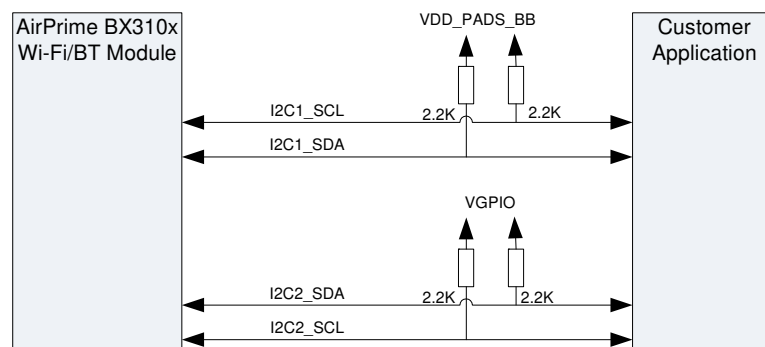 AirPrime BX310x
Wi-Fi/BT Module
VDD_PADS_BB
Customer
Application
I2C1_SCL
2.2K
2.2K
I2C1_SDA
VGPIO
I2C2_SDA
2.2K
2.2K
I2C2_SCL